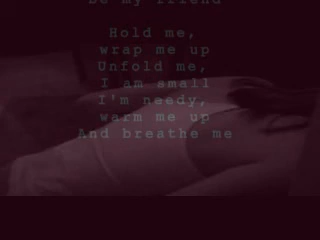 Be my friend
Hold me,
wrap me up
Unfold me,
I am small
I'm needy,
warm me up
And breathe me